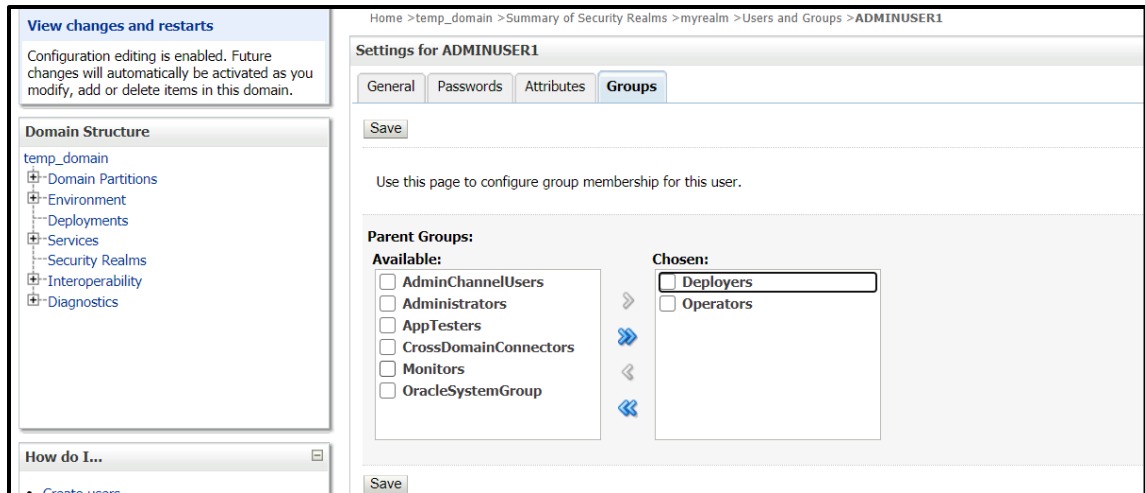 View changes and restarts
Configuration editing is enabled. Future
changes will automatically be activated as you
modify, add or delete items in this domain.
Domain Structure
temp_domain
Domain Partitions
Environment
Deployments
Services
Security Realms
Interoperability
Diagnostics
How do I...
Create users
Home >temp_domain >Summary of Security Realms >myrealm >Users and Groups >ADMINUSER1
Settings for ADMINUSER1
General Passwords Attributes Groups
Save
Use this page to configure group membership for this user.
Parent Groups:
Available:
AdminChannelUsers
Administrators
AppTesters
CrossDomainConnectors
Monitors
OracleSystemGroup
Chosen:
Deployers
Operators
Save